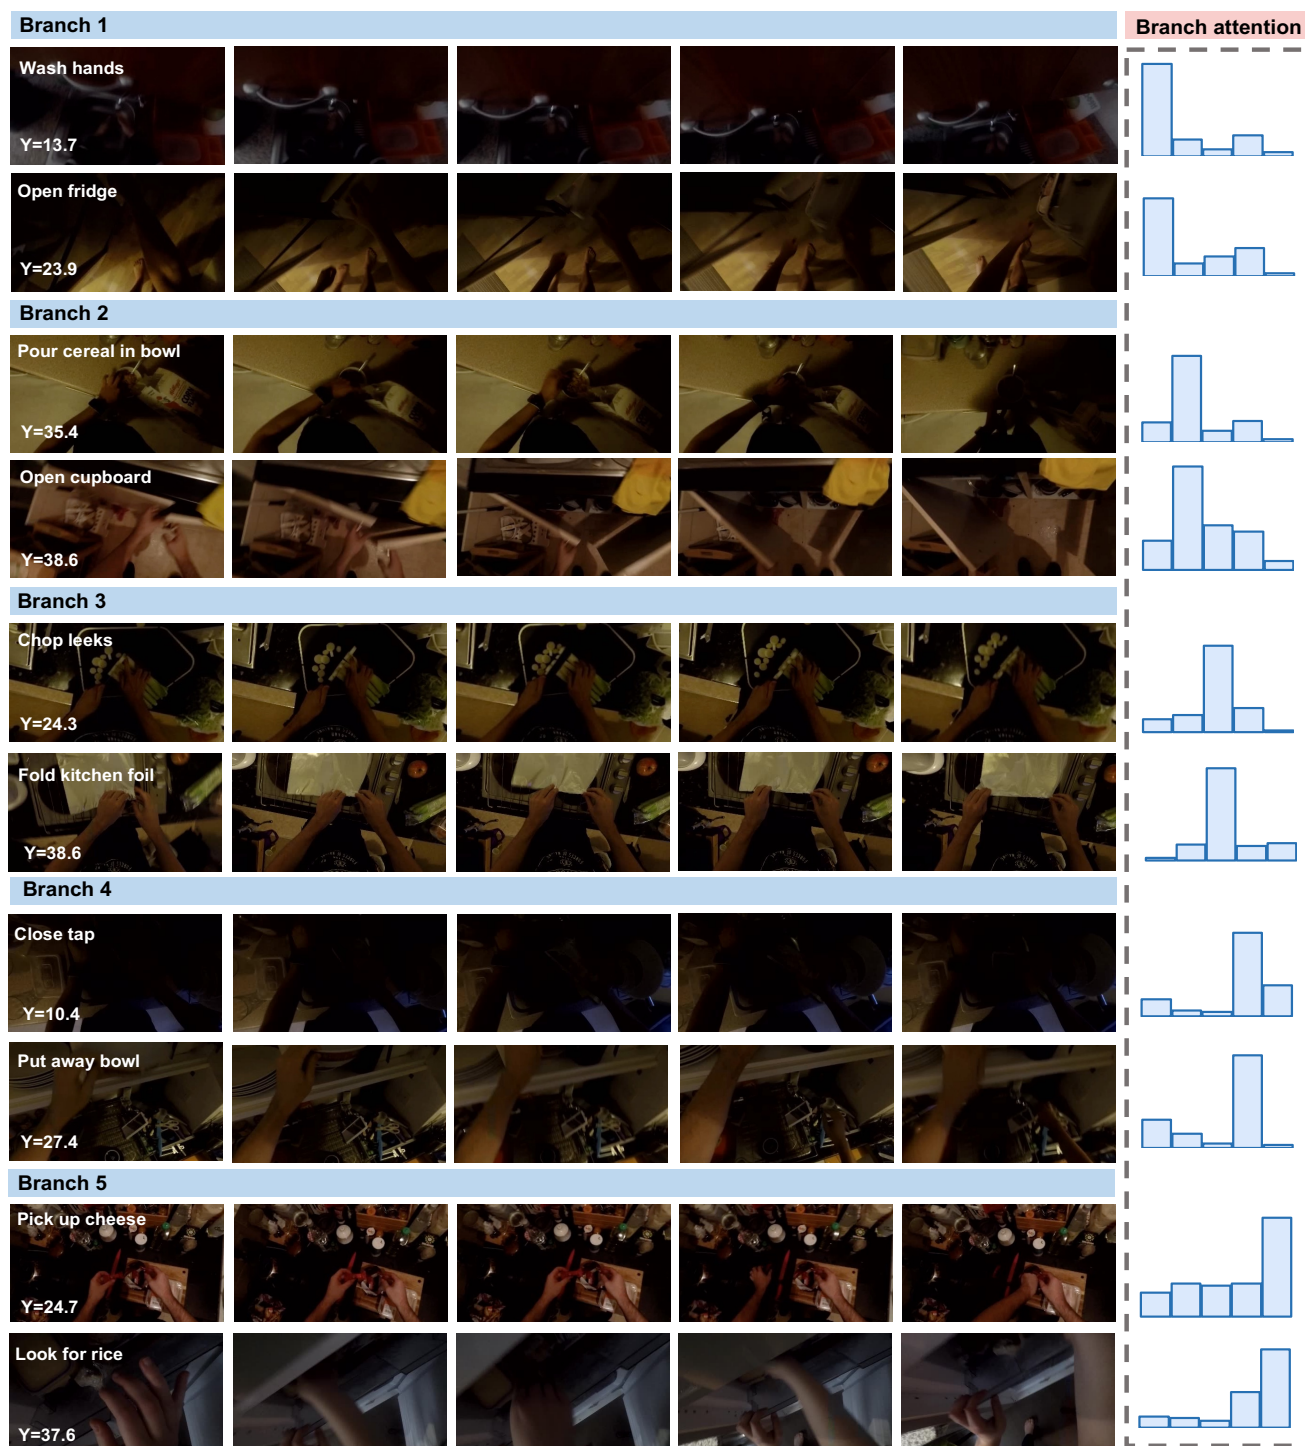 Branch 1
Branch attention
Wash hands
Y=13.7
Open fridge
Y=23.9
Branch 2
Pour cereal in bowl
Y=35.4
Open cupboard
Y=38.6
Branch 3
Chop leeks
Y=24.3
Fold kitchen foil
Y=38.6
Branch 4
Close tap
Y=10.4
Put away bowl
Y=27.4
Branch 5
Pick up cheese
Y=24.7
Look for rice
Y=37.6